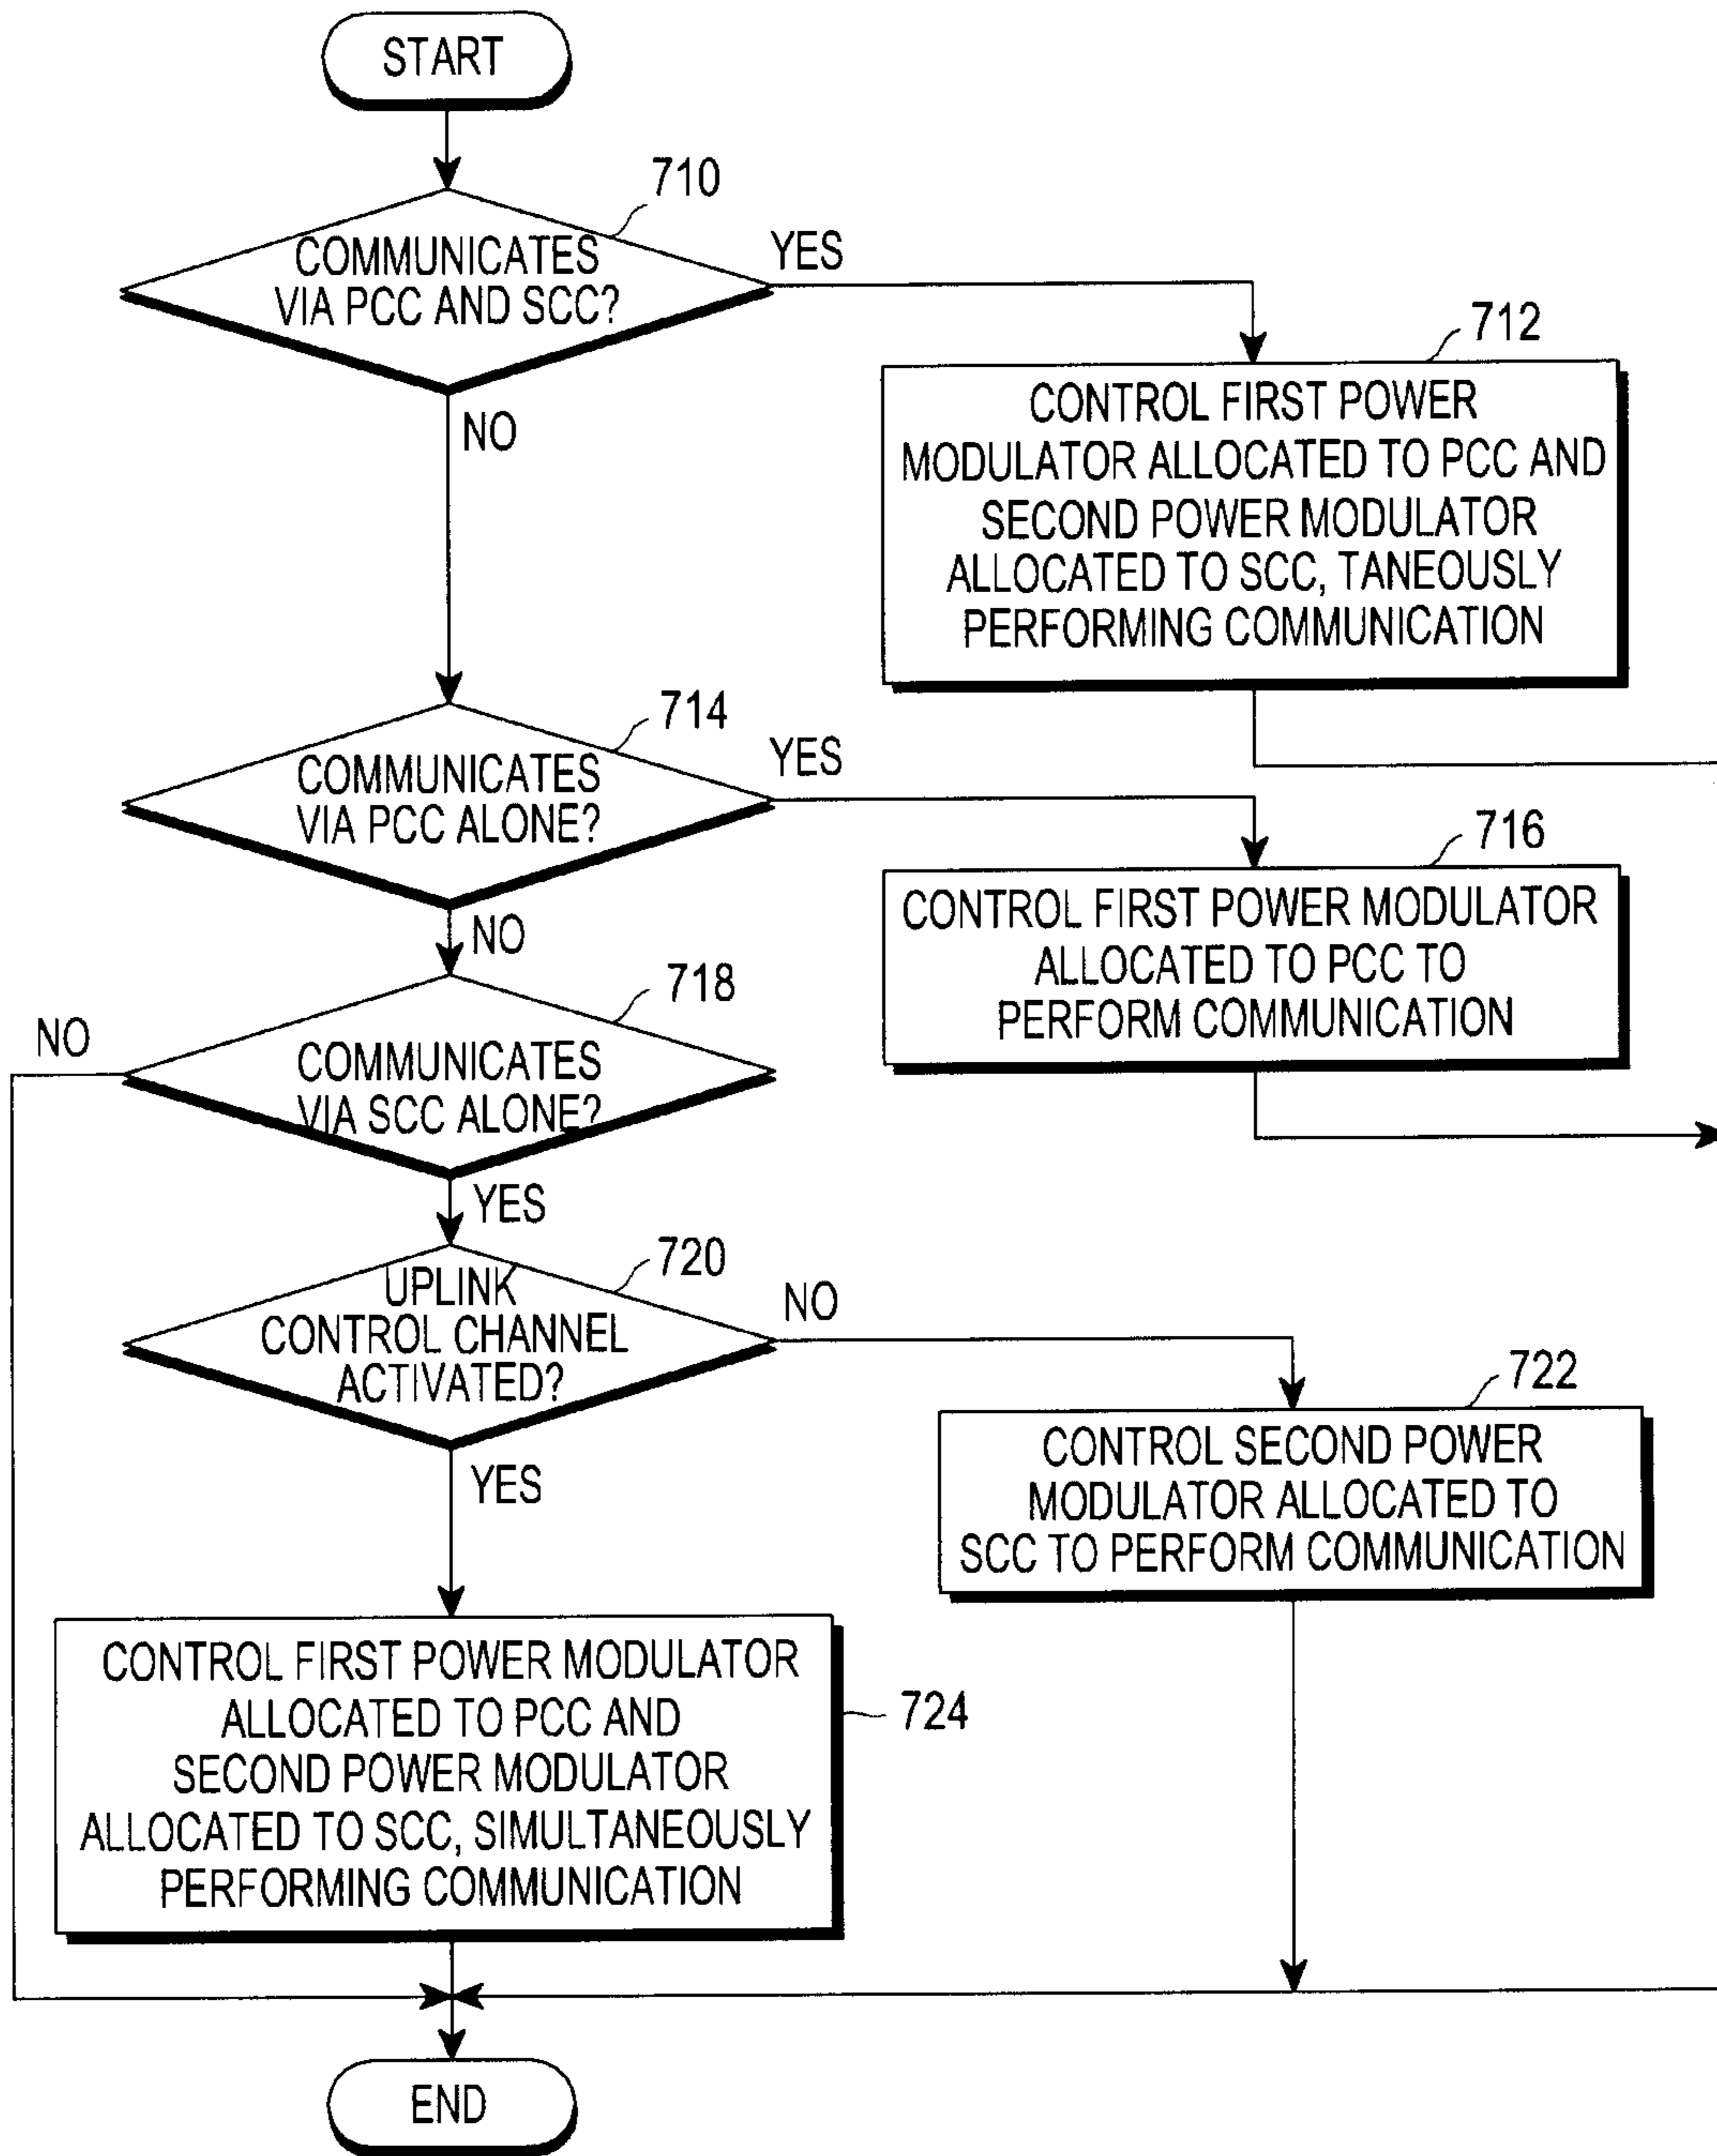 START
710
COMMUNICATES
VIA PCC AND SCC?
YES
NO
712
CONTROL FIRST POWER
MODULATOR ALLOCATED TO PCC AND
SECOND POWER MODULATOR
ALLOCATED TO SCC, TANEOUSLY
PERFORMING COMMUNICATION
714
COMMUNICATES
VIA PCC ALONE?
YES
NO
716
CONTROL FIRST POWER MODULATOR
ALLOCATED TO PCC TO
PERFORM COMMUNICATION
718
COMMUNICATES
VIA SCC ALONE?
NO
YES
720
UPLINK
CONTROL CHANNEL
ACTIVATED?
NO
YES
722
CONTROL SECOND POWER
MODULATOR ALLOCATED TO
SCC TO PERFORM COMMUNICATION
724
CONTROL FIRST POWER MODULATOR
ALLOCATED TO PCC AND
SECOND POWER MODULATOR
ALLOCATED TO SCC, SIMULTANEOUSLY
PERFORMING COMMUNICATION
END